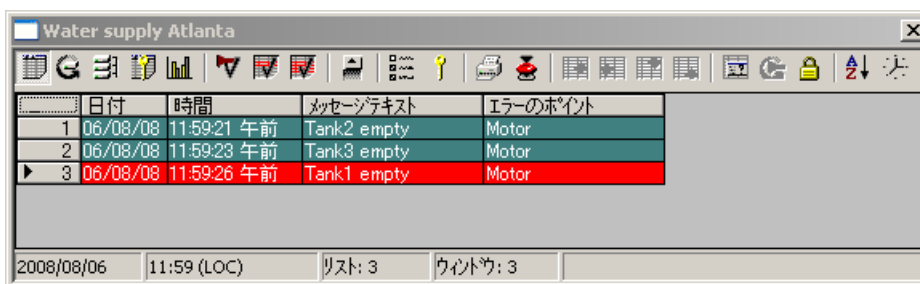 Water supply Atlanta
日付 時間 メッセージテキスト エラーのポイント
1 06/08/08 11:59:21 午前 Tank2 empty Motor
2 06/08/08 11:59:23 午前 Tank3 empty Motor
3 06/08/08 11:59:26 午前 Tank1 empty Motor
2008/08/06 11:59 (LOC) リスト: 3 ウィンドウ: 3